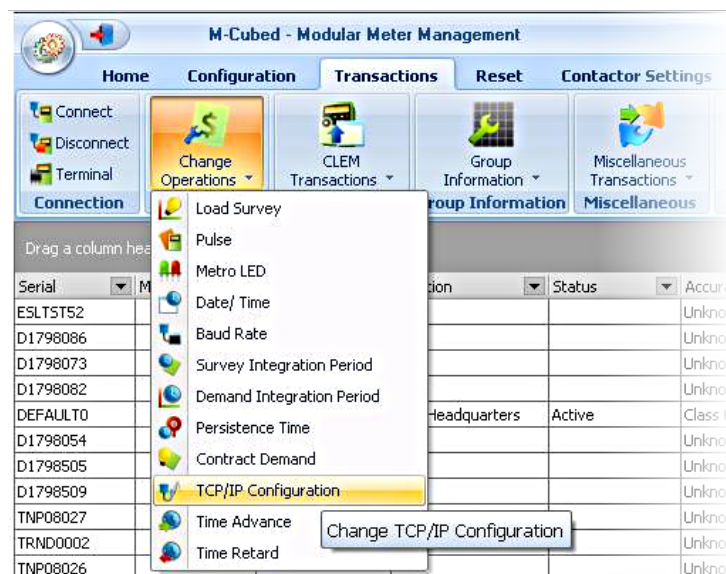 M-Cubed - Modular Meter Management
Home Configuration Transactions Reset Contactor Settings
Connect
Disconnect
Terminal
Connection
Change
Operations
CLEM
Transactions
Group
Information
roup Information
Miscellaneous
Transactions
Miscellaneous
Drag a column hea
Serial M tion Status Accura
ESLTST52 Unkno
D1798086 Unkno
D1798073 Unkno
D1798082 Unkno
DEFAULT0 Headquarters Active Class
D1798054 Unkno
D1798505 Unkno
D1798509 Unkno
TNP08027 Unkno
TRND0002 Unkno
TNP08026 Unkno
Load Survey
Pulse
Metro LED
Date/ Time
Baud Rate
Survey Integration Period
Demand Integration Period
Persistence Time
Contract Demand
TCP/IP Configuration
Time Advance
Time Retard
Change TCP/IP Configuration